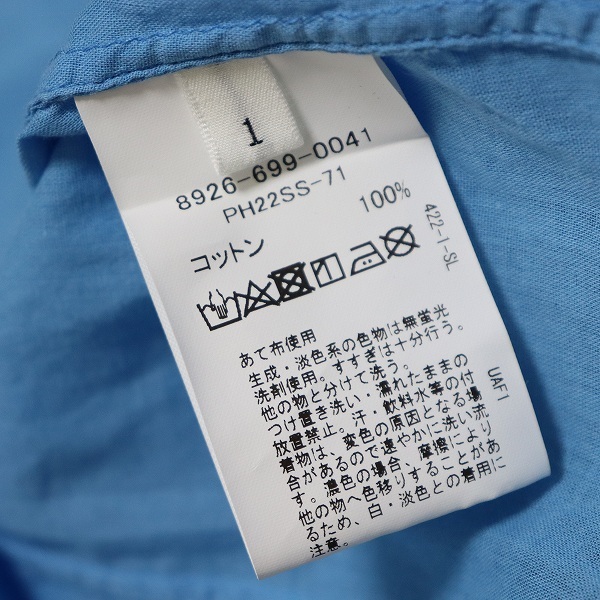 1
8926-699-0041
PH22SS-71
コットン 100%
422-1-SL
あて布使用
生成・淡色系の色物は無蛍光
洗剤使用。すすぎは十分行う。
他の物と分けて洗う。
つけ置き洗い・濡れたままの
放置禁止。汗・飲料水等の付
着物は、変色の原因となる場
合があるので速やかに洗い流
す。濃色の場合、摩擦により
他の物へ色移りすることがあ
るため、白・淡色との着用に
注意。
UAF1